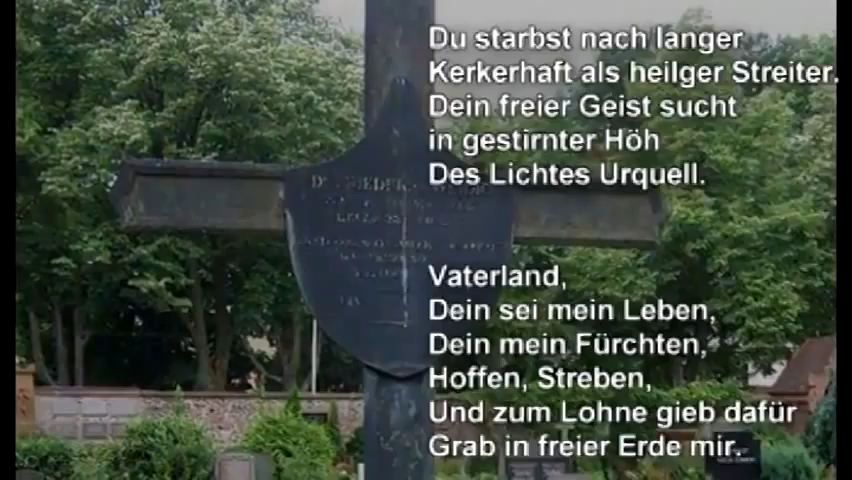 Du starbst nach langer
Kerkerhaft als heilger Streiter.
Dein freier Geist sucht
in gestirnter Höh
Des Lichtes Urquell.
Vaterland,
Dein sei mein Leben,
Dein mein Fürchten,
Hoffen, Streben,
Und zum Lohne gieb dafür
Grab in freier Erde mir.